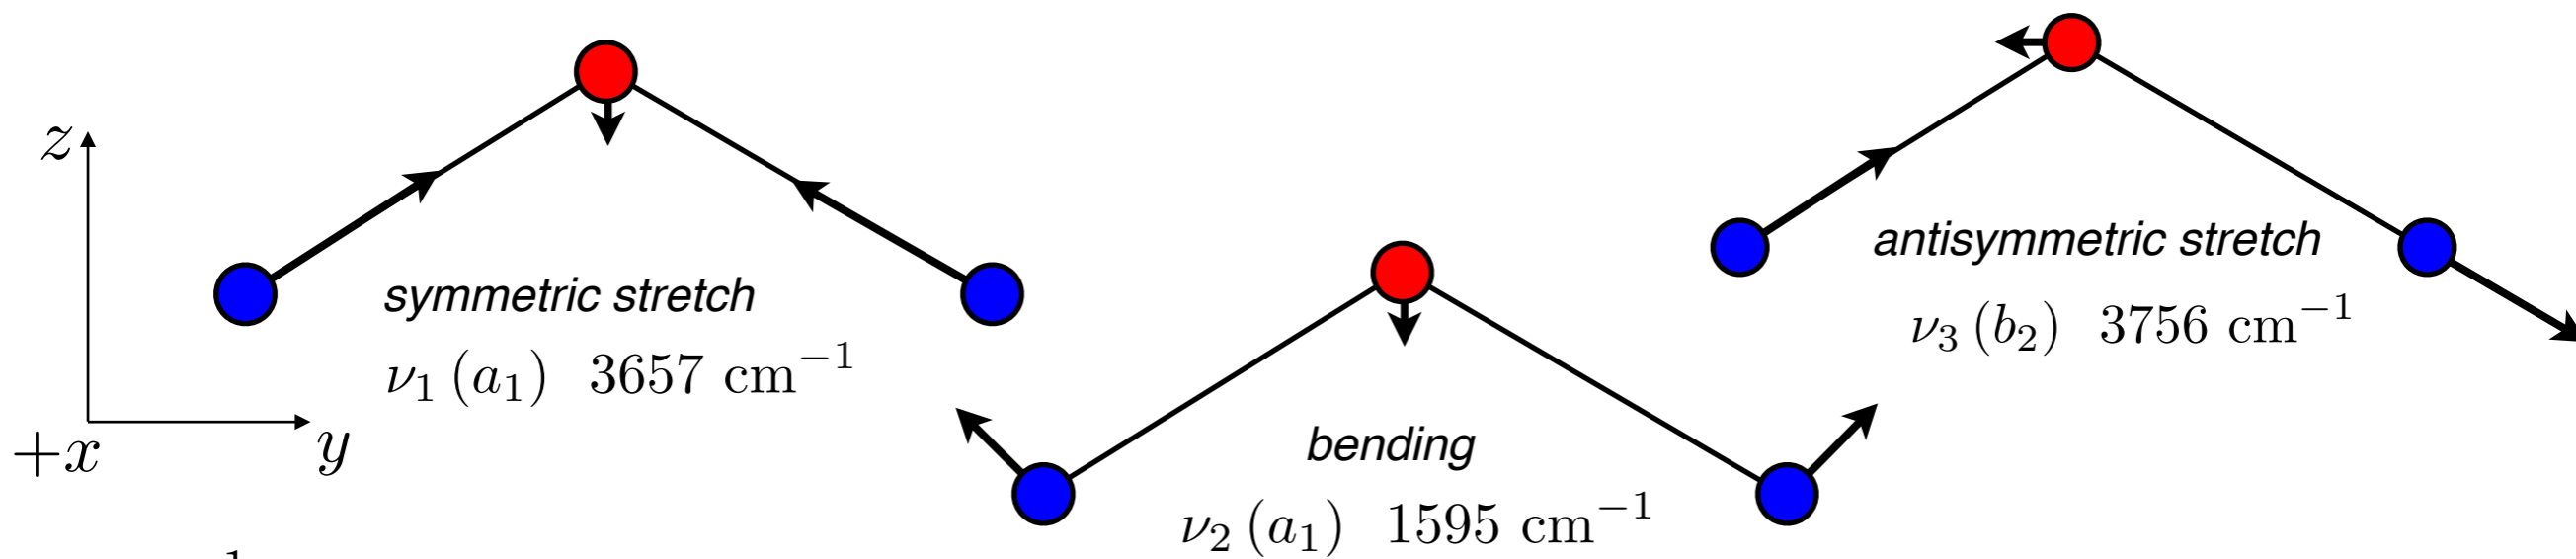 z
+x
y
symmetric stretch
ν₁ (a₁) 3657 cm⁻¹
bending
ν₂ (a₁) 1595 cm⁻¹
antisymmetric stretch
ν₃ (b₂) 3756 cm⁻¹
1